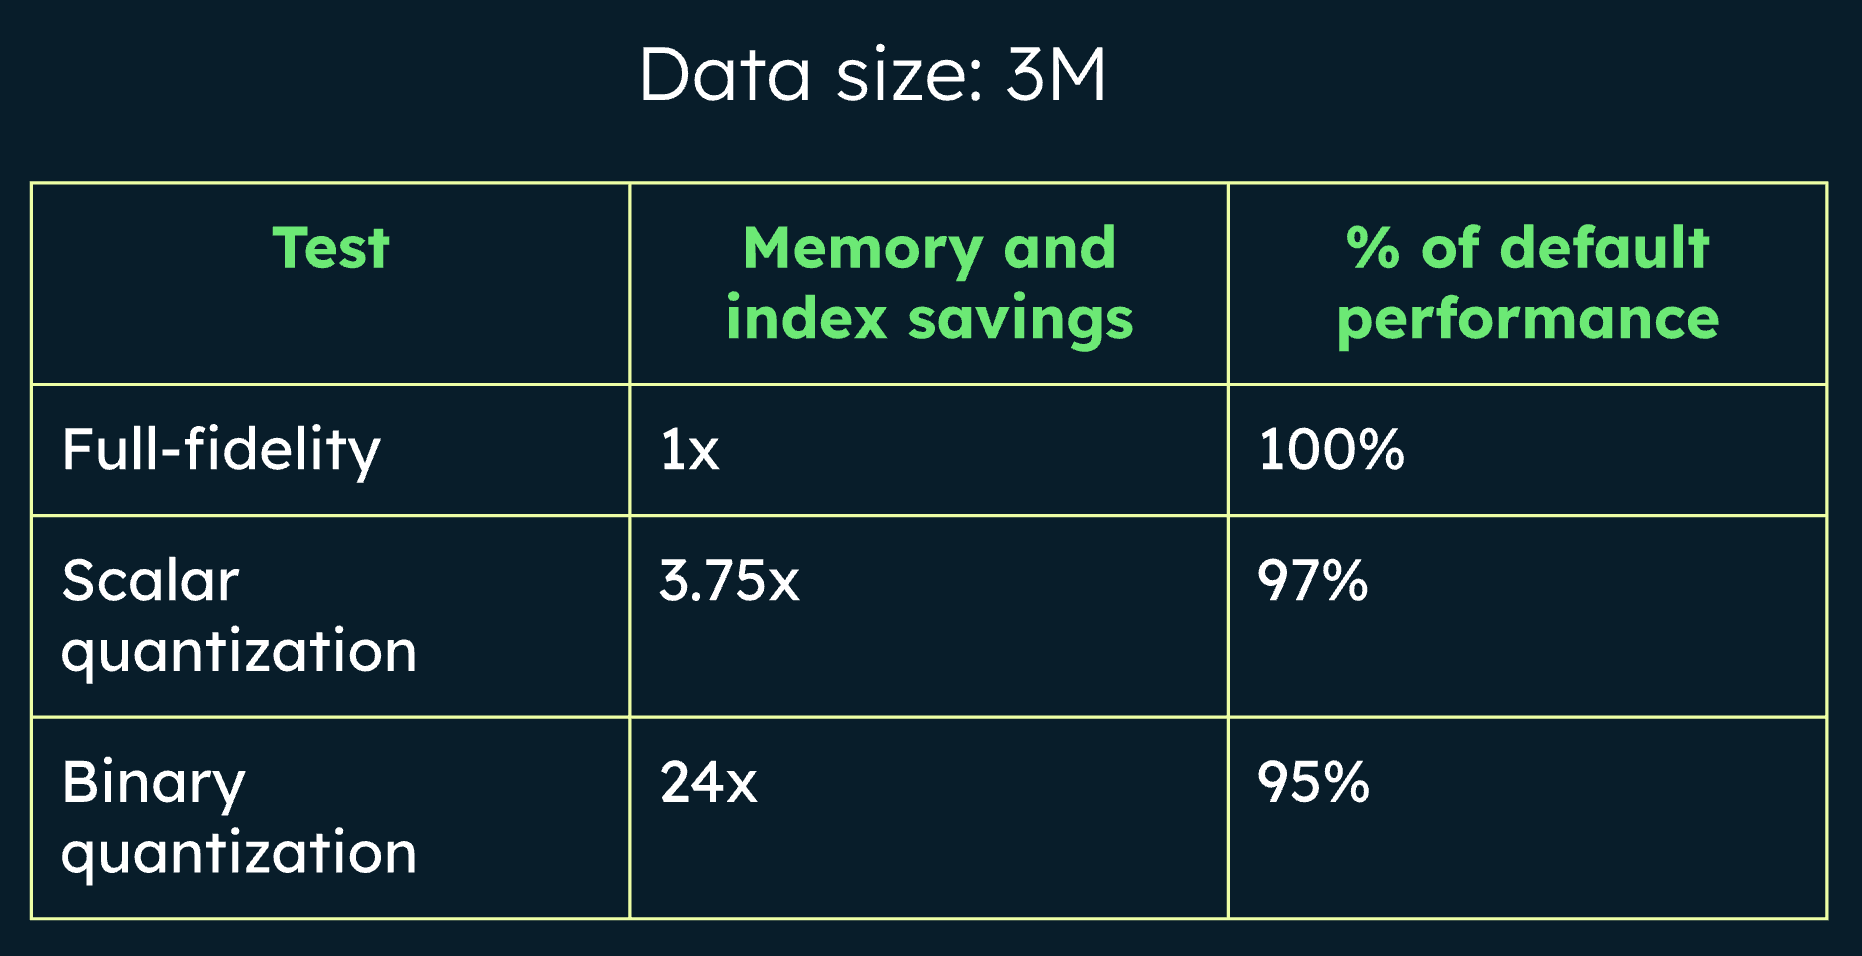 Data size: 3M
Test
Memory and
index savings
% of default
performance
Full-fidelity
1x
100%
Scalar
quantization
3.75x
97%
Binary
quantization
24x
95%